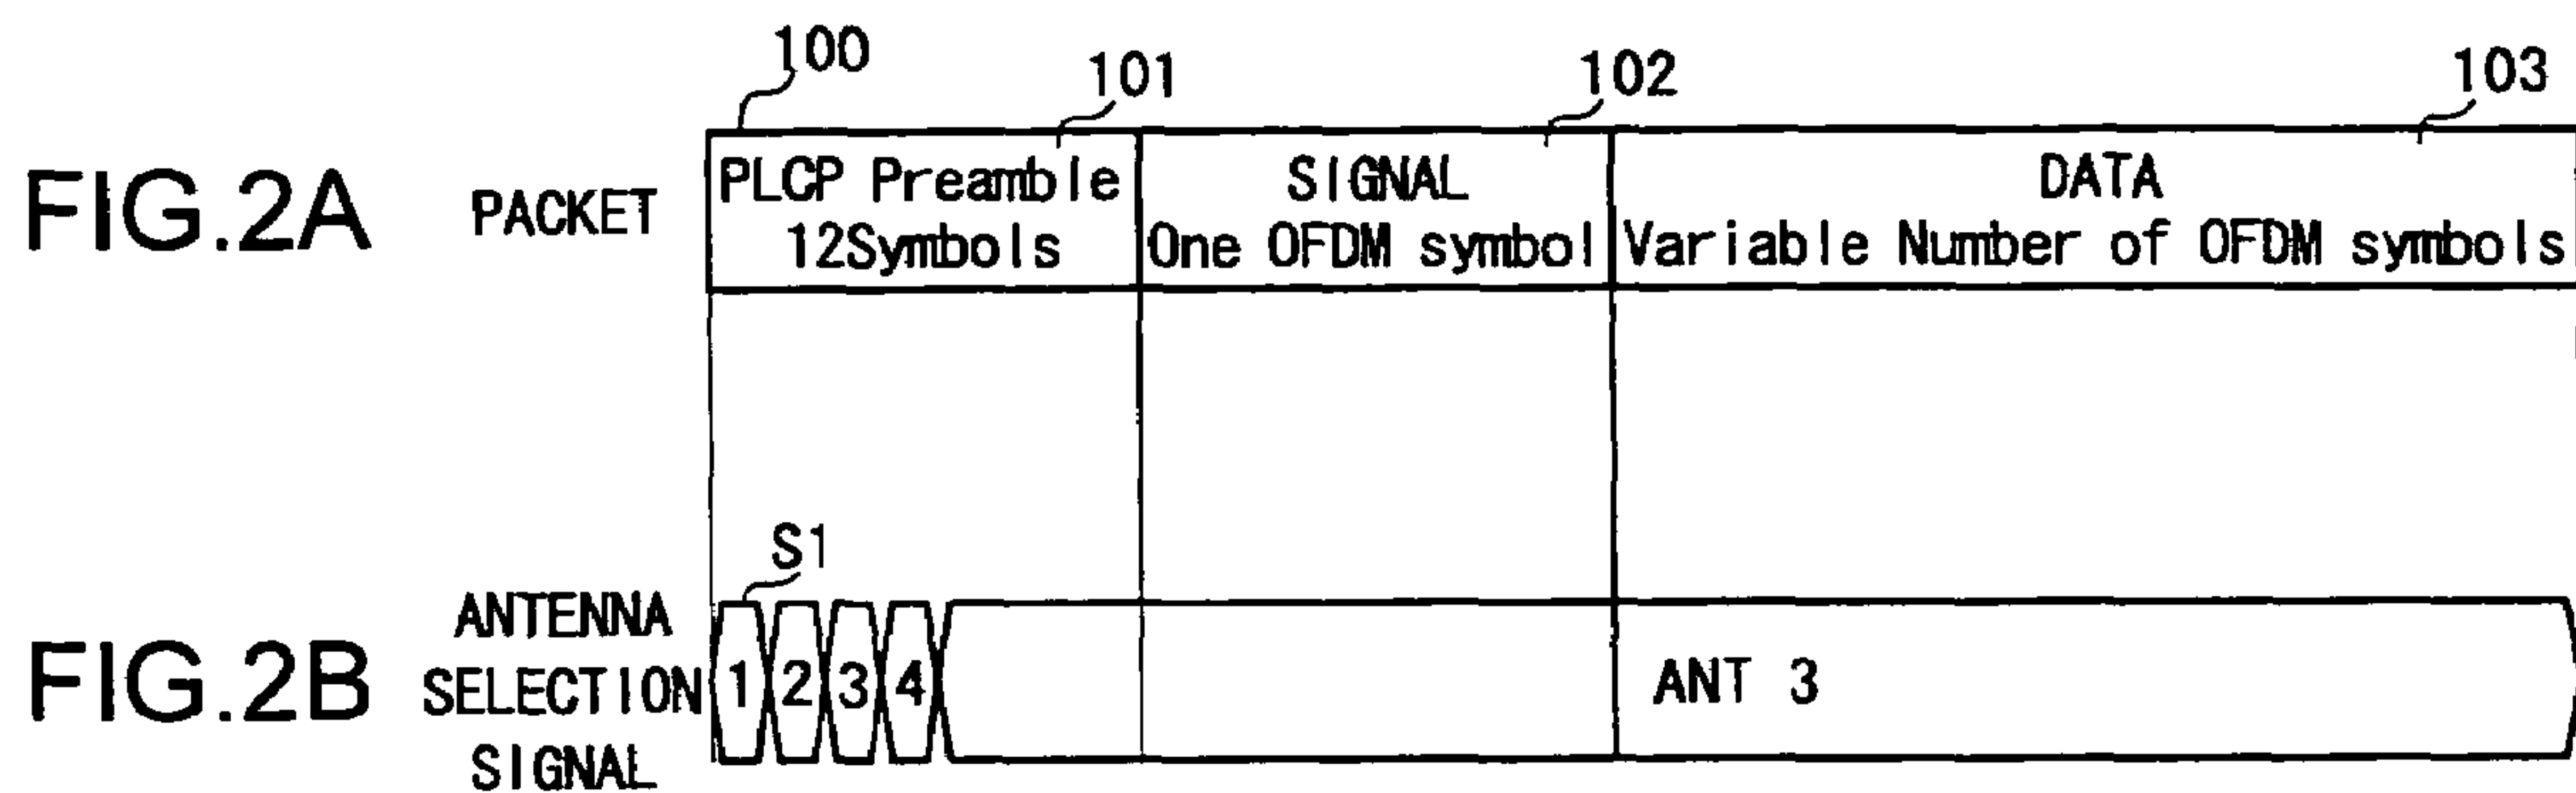 100
101
102
103
FIG.2A
PACKET
PLCP Preamble
12Symbols
SIGNAL
One OFDM symbol
DATA
Variable Number of OFDM symbols
S1
FIG.2B
ANTENNA
SELECTION
SIGNAL
1 2 3 4
ANT 3